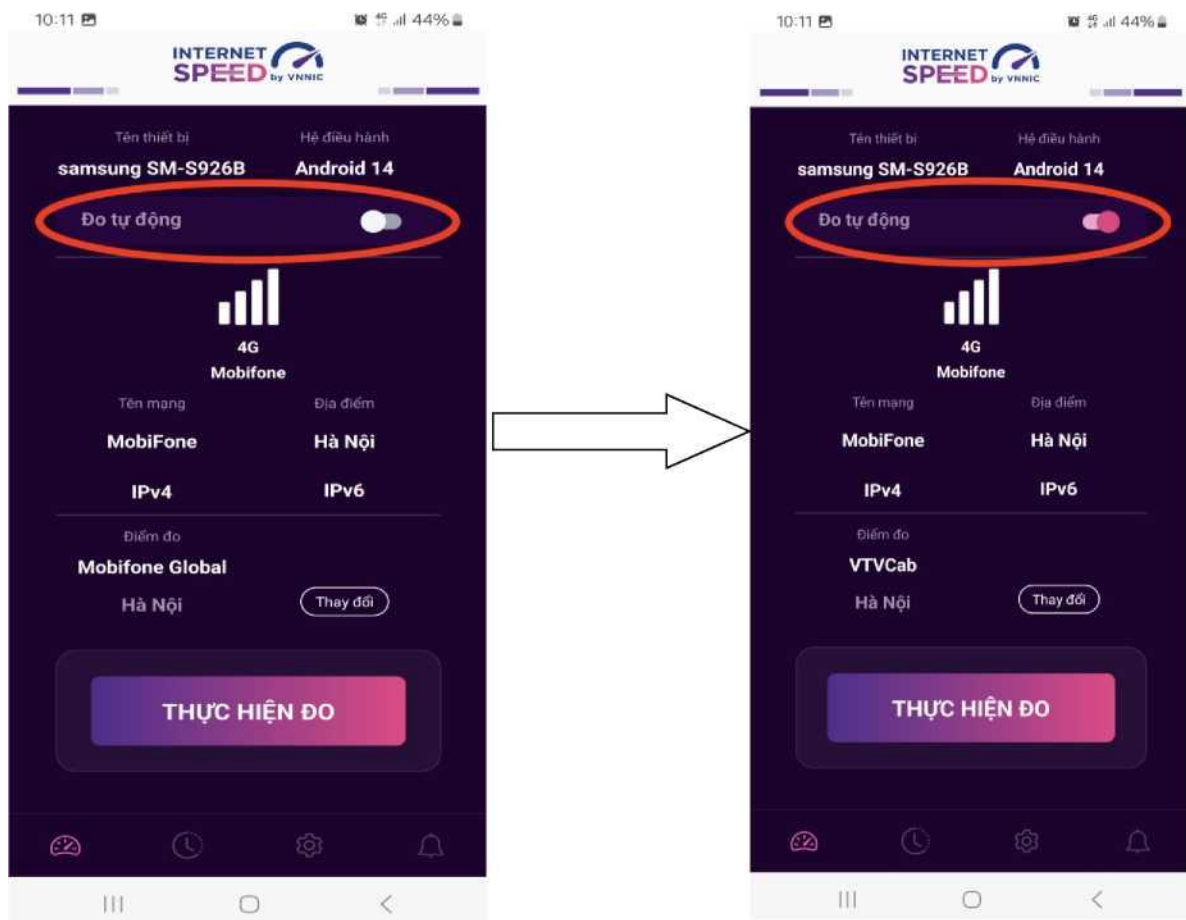 10:11 44%
INTERNET
SPEED by VNNIC
Tên thiết bị Hệ điều hành
samsung SM-S926B Android 14
Đo tự động
4G
Mobifone
Tên mạng Địa điểm
MobiFone Hà Nội
IPv4 IPv6
Điểm đo
Mobifone Global
Hà Nội Thay đổi
THỰC HIỆN ĐO
10:11 4G 44%
INTERNET
SPEED by VNNIC
Tên thiết bị Hệ điều hành
samsung SM-S926B Android 14
Đo tự động
4G
Mobifone
Tên mạng Địa điểm
MobiFone Hà Nội
IPv4 IPv6
Điểm đo
VTVCab
Hà Nội Thay đổi
THỰC HIỆN ĐO